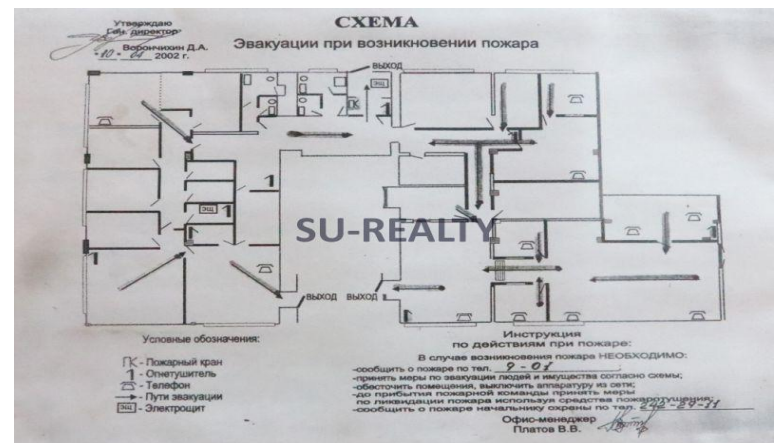 Утверждаю
Ген. директор
Ворончихин Д.А.
2002 г.
СХЕМА
Эвакуации при возникновении пожара
ВЫХОД
ЭЩ
ПК
ЭЩ
SU-REALTY
ВЫХОД ВЫХОД
Условные обозначения:
ПК - Пожарный кран
- Огнетушитель
- Телефон
- Пути эвакуации
ЭЩ - Электрощит
Инструкция
по действиям при пожаре:
В случае возникновения пожара НЕОБХОДИМО:
-сообщить о пожаре по тел. 9-01
-принять меры по эвакуации людей и имущества согласно схемы;
-обесточить помещения, выключить аппаратуру из сети;
-до прибытия пожарной команды принять меры
по ликвидации пожара используя средства пожаротушения;
-сообщить о пожаре начальнику охраны по тел. 242-29-11
Офис-менеджер
Платов В.В.